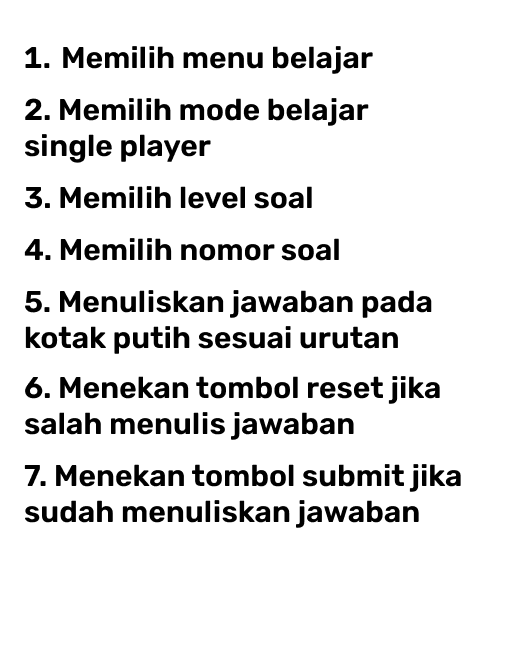 1. Memilih menu belajar
2. Memilih mode belajar
single player
3. Memilih level soal
4. Memilih nomor soal
5. Menuliskan jawaban pada
kotak putih sesuai urutan
6. Menekan tombol reset jika
salah menulis jawaban
7. Menekan tombol submit jika
sudah menuliskan jawaban